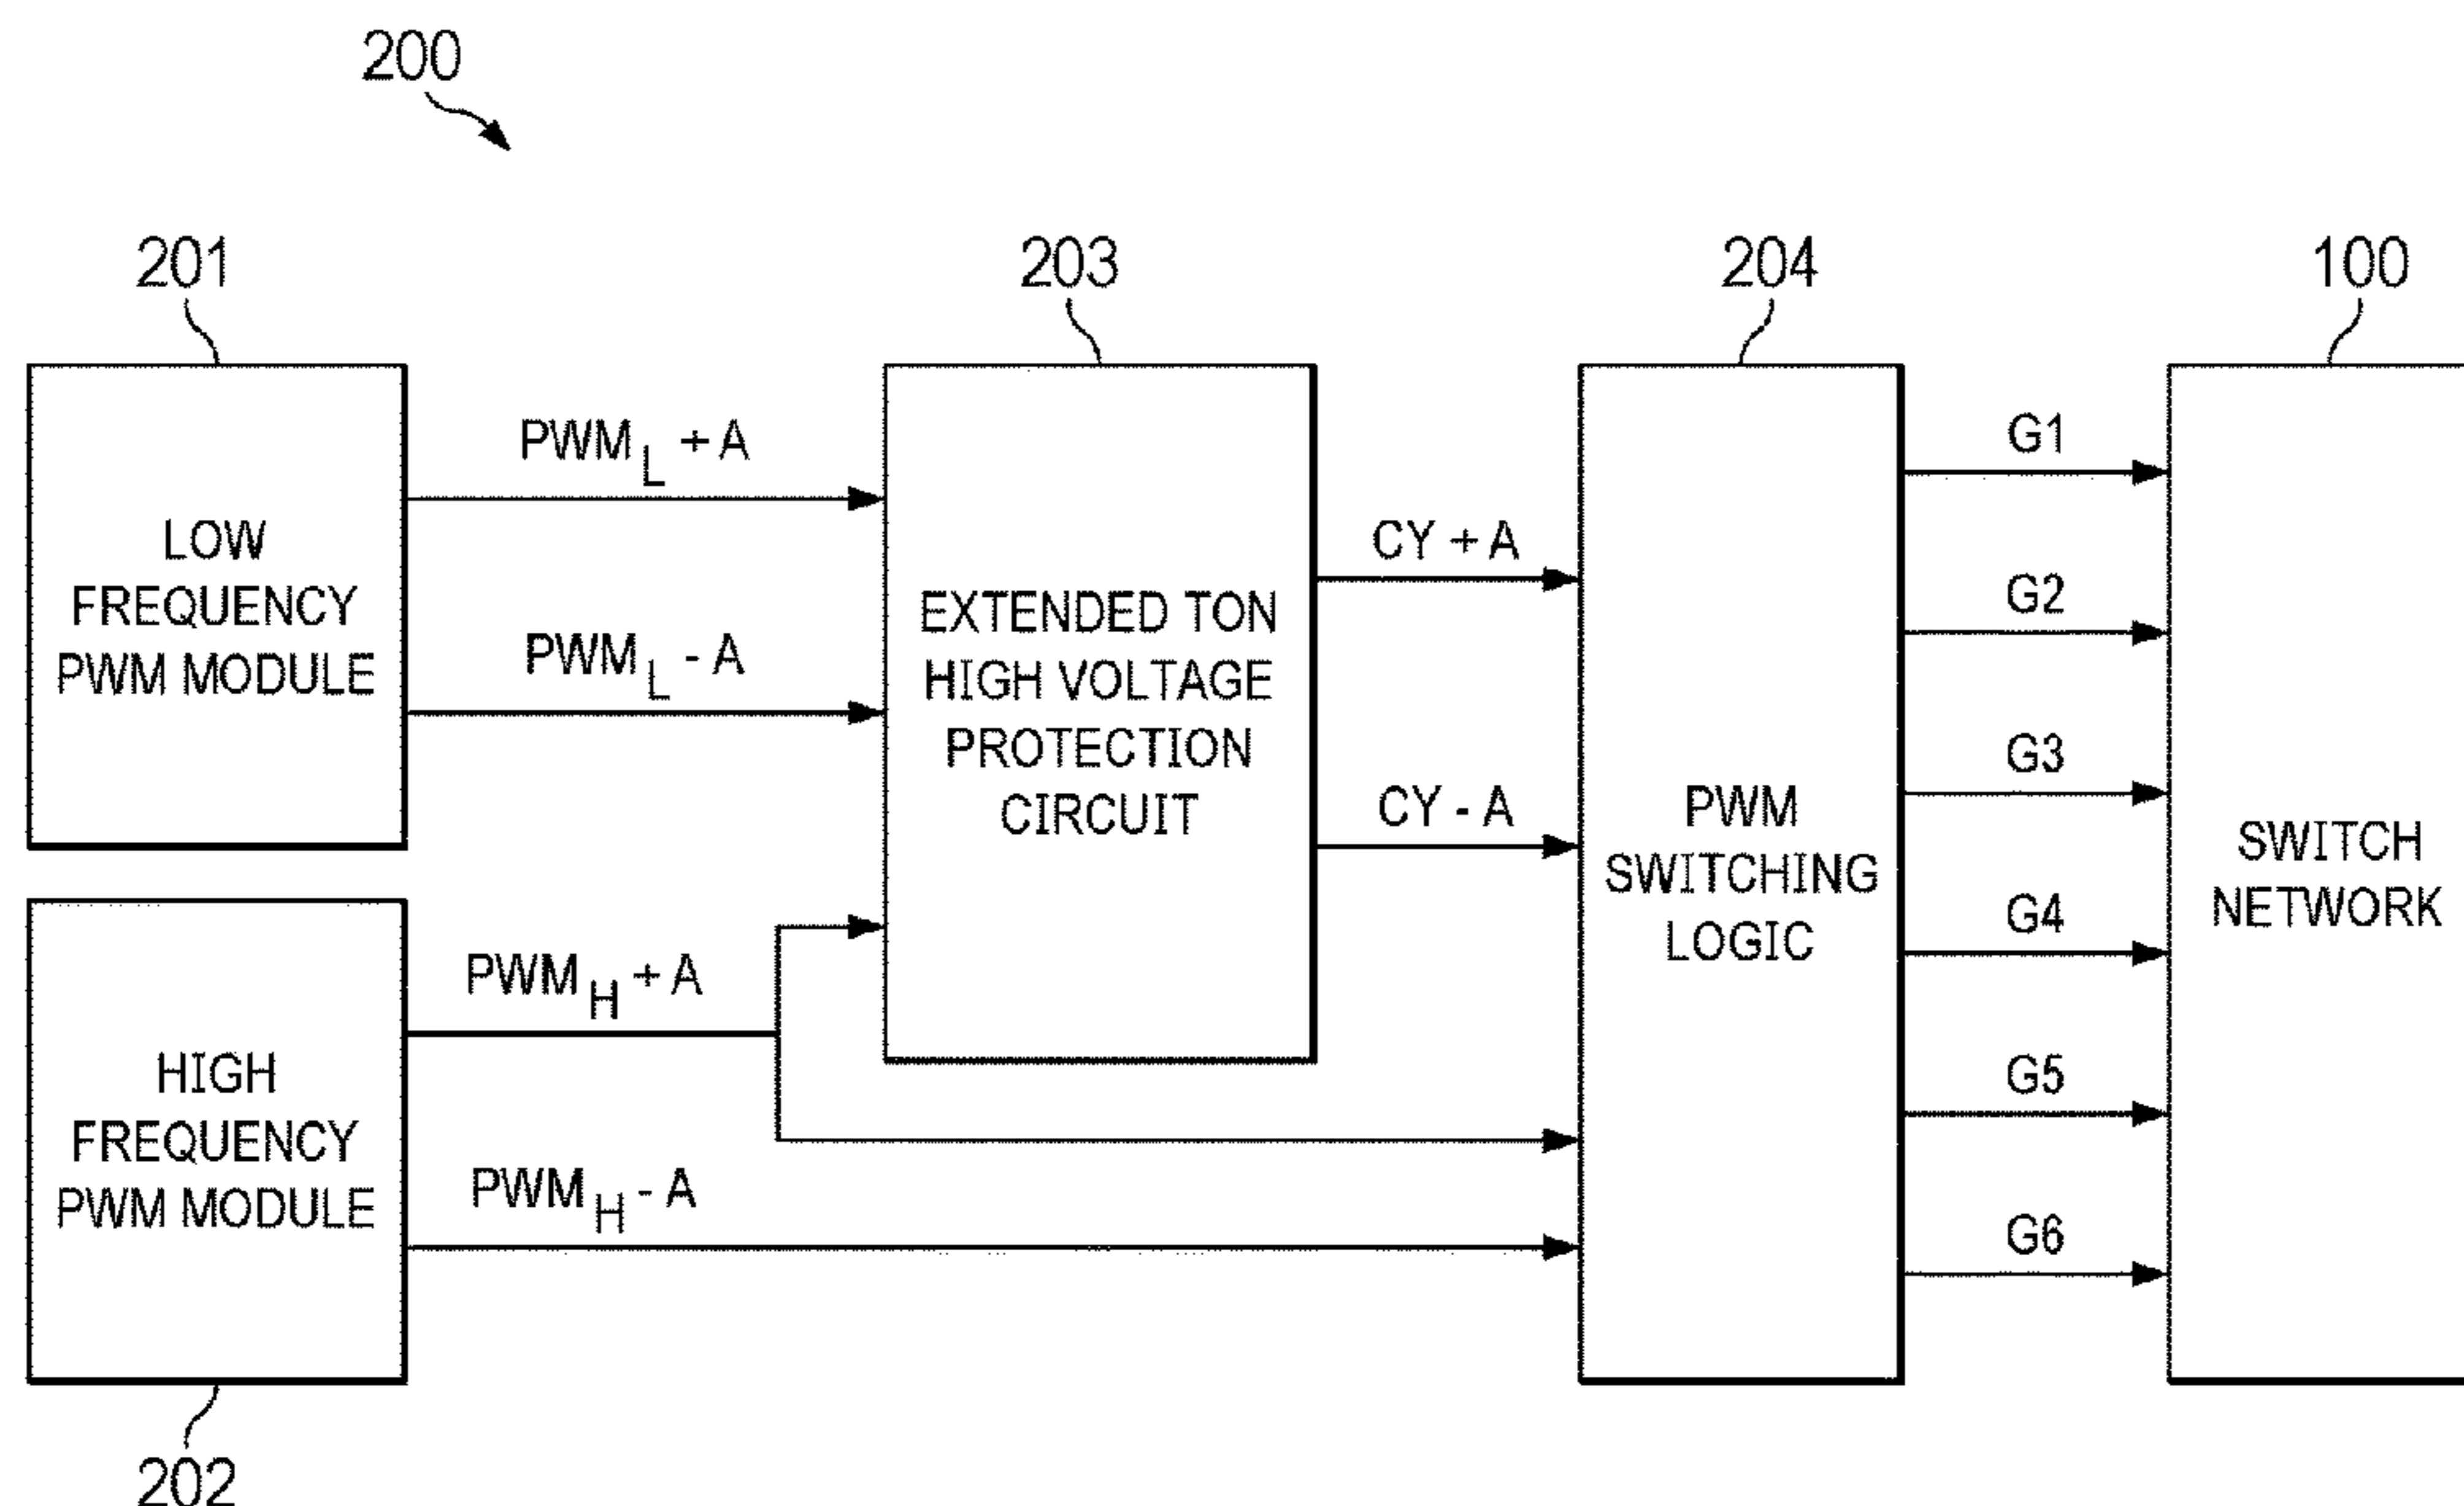 200
201
203
204
100
LOW
FREQUENCY
PWM MODULE
PWM L + A
PWM L - A
EXTENDED TON
HIGH VOLTAGE
PROTECTION
CIRCUIT
CY + A
CY - A
PWM
SWITCHING
LOGIC
G1
G2
G3
G4
G5
G6
SWITCH
NETWORK
HIGH
FREQUENCY
PWM MODULE
PWM H + A
PWM H - A
202